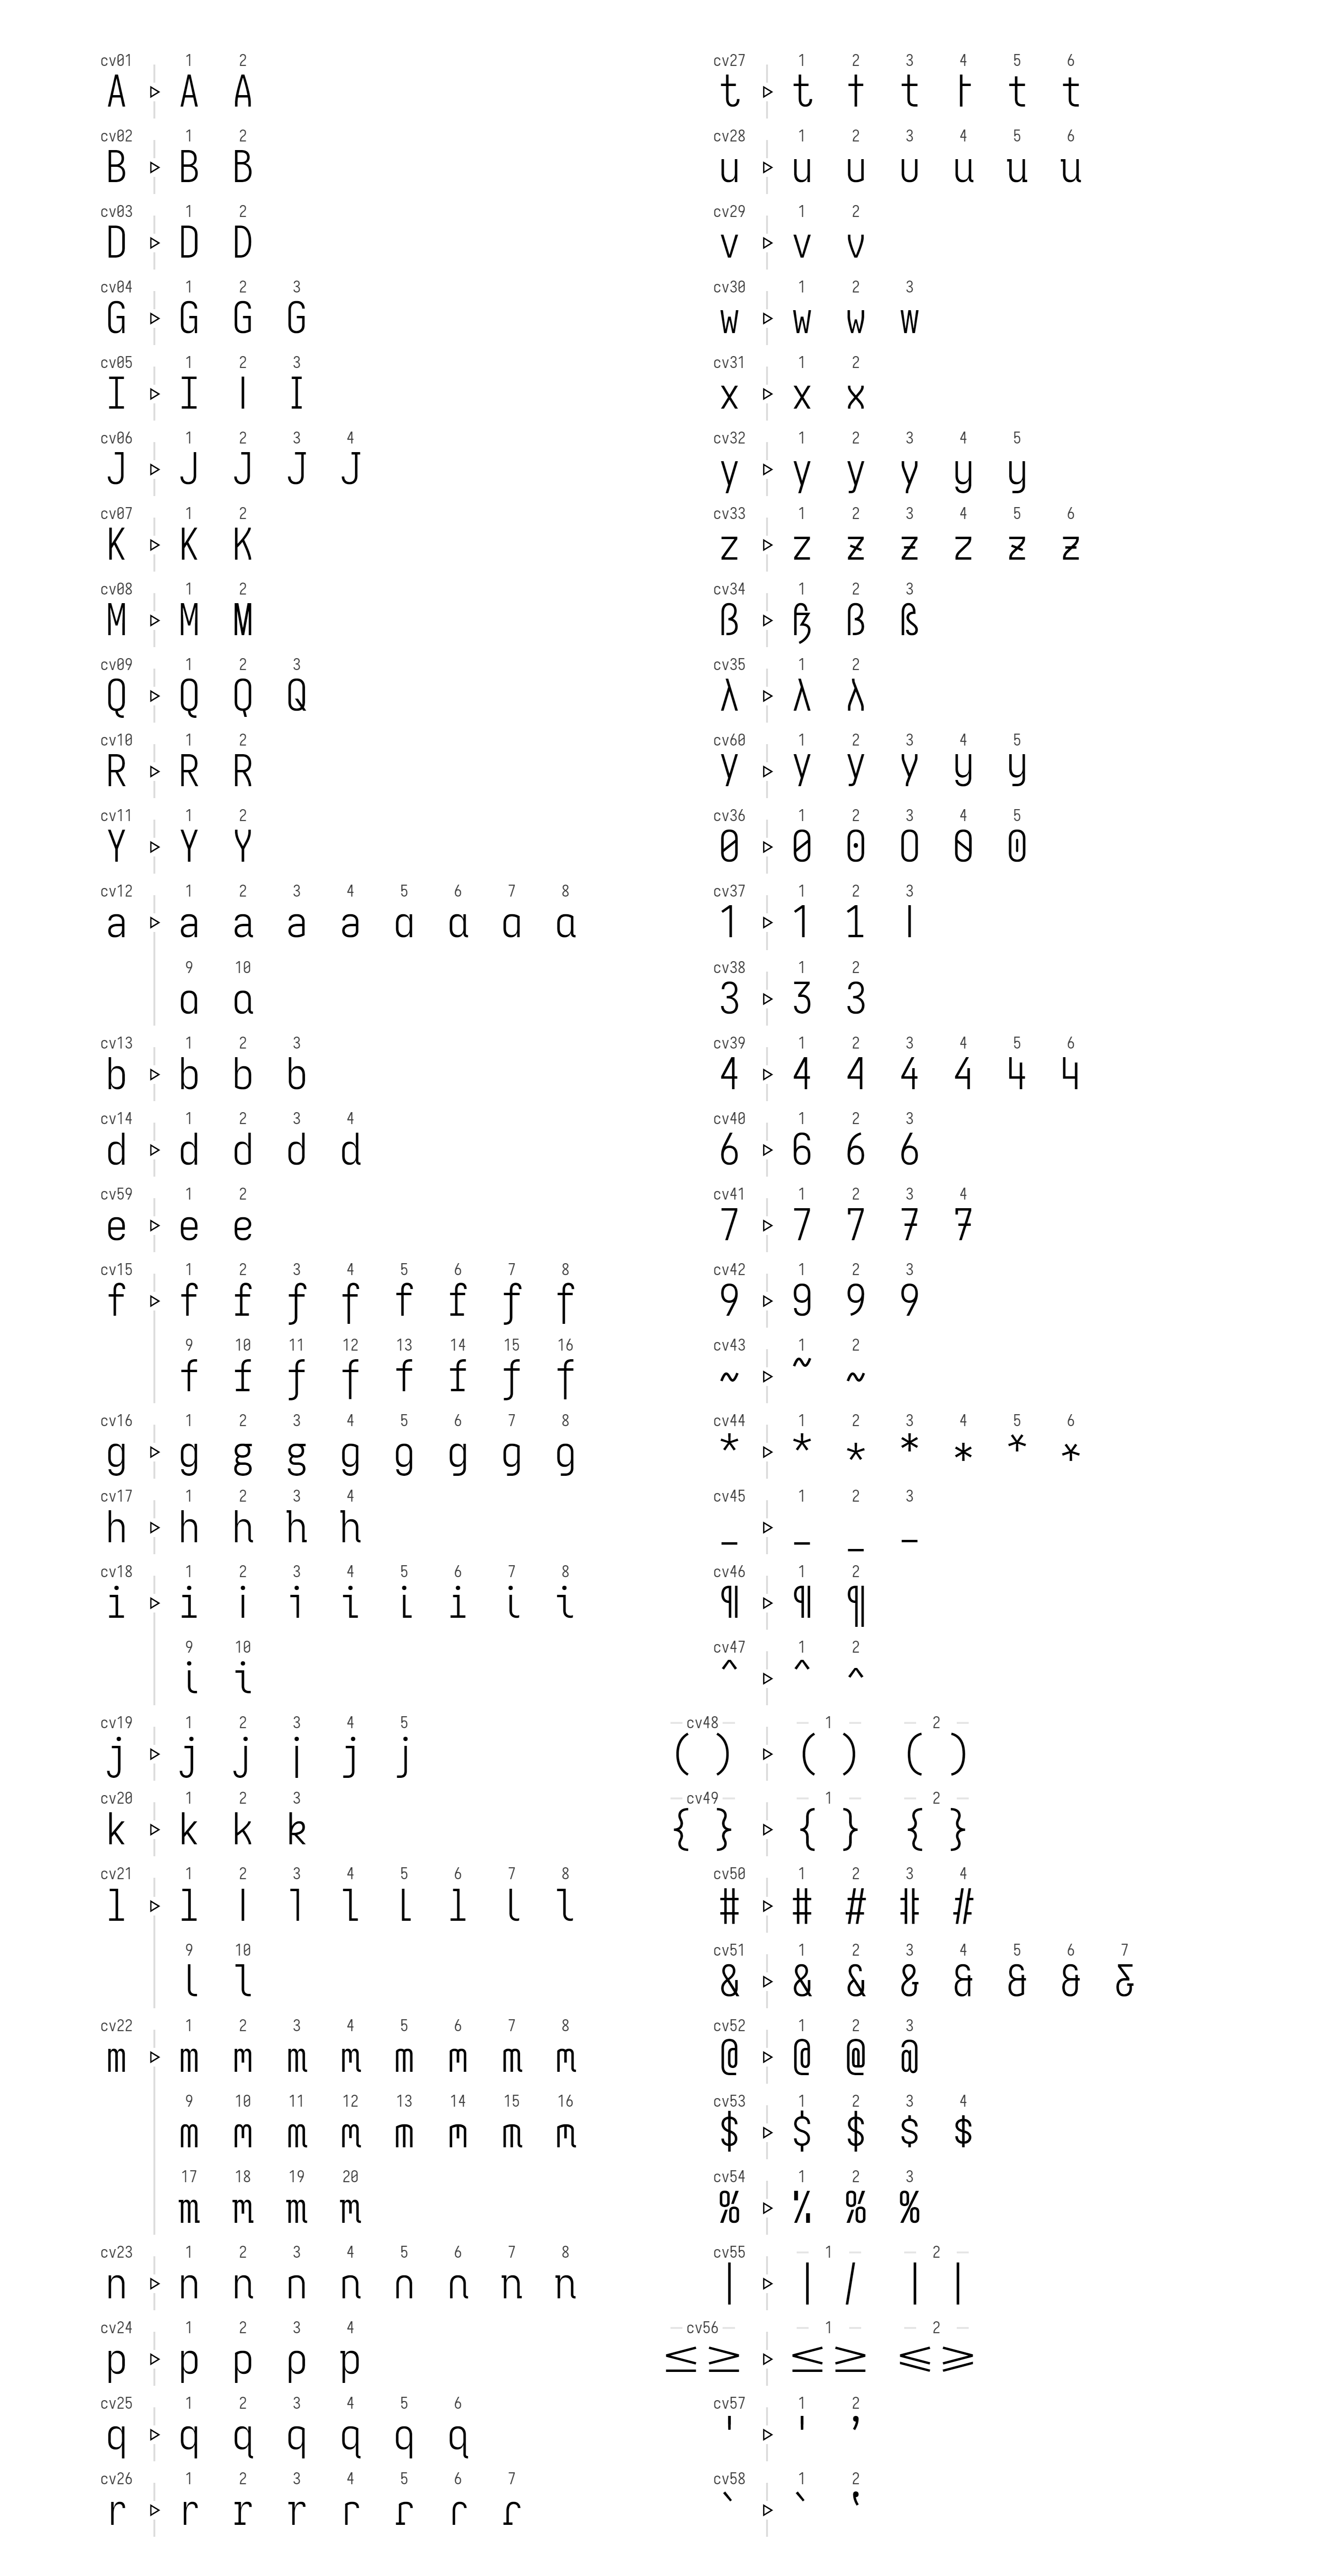 cv01 1 2
A A A
cv02 1 2
B B B
cv03 1 2
D D D
cv04 1 2 3
G G G G
cv05 1 2 3
I I I I
cv06 1 2 3 4
J J J J J
cv07 1 2
K K K
cv08 1 2
M M M
cv09 1 2 3
Q Q Q Q
cv10 1 2
R R R
cv11 1 2
Y Y Y
cv12 1 2 3 4 5 6 7 8
a a a a a a a a a
9 10
a a
cv13 1 2 3
b b b b
cv14 1 2 3 4
d d d d d
cv59 1 2
e e e
cv15 1 2 3 4 5 6 7 8
f f f f f f f f f
9 10 11 12 13 14 15 16
f f f f f f f f
cv16 1 2 3 4 5 6 7 8
g g g g g g g g g
cv17 1 2 3 4
h h h h h
cv18 1 2 3 4 5 6 7 8
i i i i i i i i i
9 10
i i
cv19 1 2 3 4 5
j j j j j j
cv20 1 2 3
k k k k
cv21 1 2 3 4 5 6 7 8
l l l l l l l l l
9 10
l l
cv22 1 2 3 4 5 6 7 8
m m m m m m m m m
9 10 11 12 13 14 15 16
m m m m m m m m
17 18 19 20
m m m m
cv23 1 2 3 4 5 6 7 8
n n n n n n n n n
cv24 1 2 3 4
p p p p p
cv25 1 2 3 4 5 6
q q q q q q q
cv26 1 2 3 4 5 6 7
r r r r r r r r
cv27 1 2 3 4 5 6
t t t t t t t
cv28 1 2 3 4 5 6
u u u u u u u
cv29 1 2
v v v
cv30 1 2 3
w w w w
cv31 1 2
x x x
cv32 1 2 3 4 5
y y y y y y
cv33 1 2 3 4 5 6
z z z z z z z
cv34 1 2 3
ß ß ß ß
cv35 1 2
λ λ λ
cv60 1 2 3 4 5
y y y y y y
cv36 1 2 3 4 5
0 0 0 0 0 0
cv37 1 2 3
1 1 1 1
cv38 1 2
3 3 3
cv39 1 2 3 4 5 6
4 4 4 4 4 4 4
cv40 1 2 3
6 6 6 6
cv41 1 2 3 4
7 7 7 7 7
cv42 1 2 3
9 9 9 9
cv43 1 2
~ ~ ~
cv44 1 2 3 4 5 6
* * * * * * *
cv45 1 2 3
_ _ _ _
cv46 1 2
¶ ¶ ¶
cv47 1 2
^ ^ ^
cv48 1 2
( ) ( ) ( )
cv49 1 2
{ } { } { }
cv50 1 2 3 4
# # # # #
cv51 1 2 3 4 5 6 7
& & & & & & & &
cv52 1 2 3
@ @ @ @
cv53 1 2 3 4
$ $ $ $ $
cv54 1 2 3
% % % %
cv55 1 2
| | / | |
cv56 1 2
≤ ≥ ≤ ≥ ⩽ ⩾
cv57 1 2
' ' '
cv58 1 2
` ` `